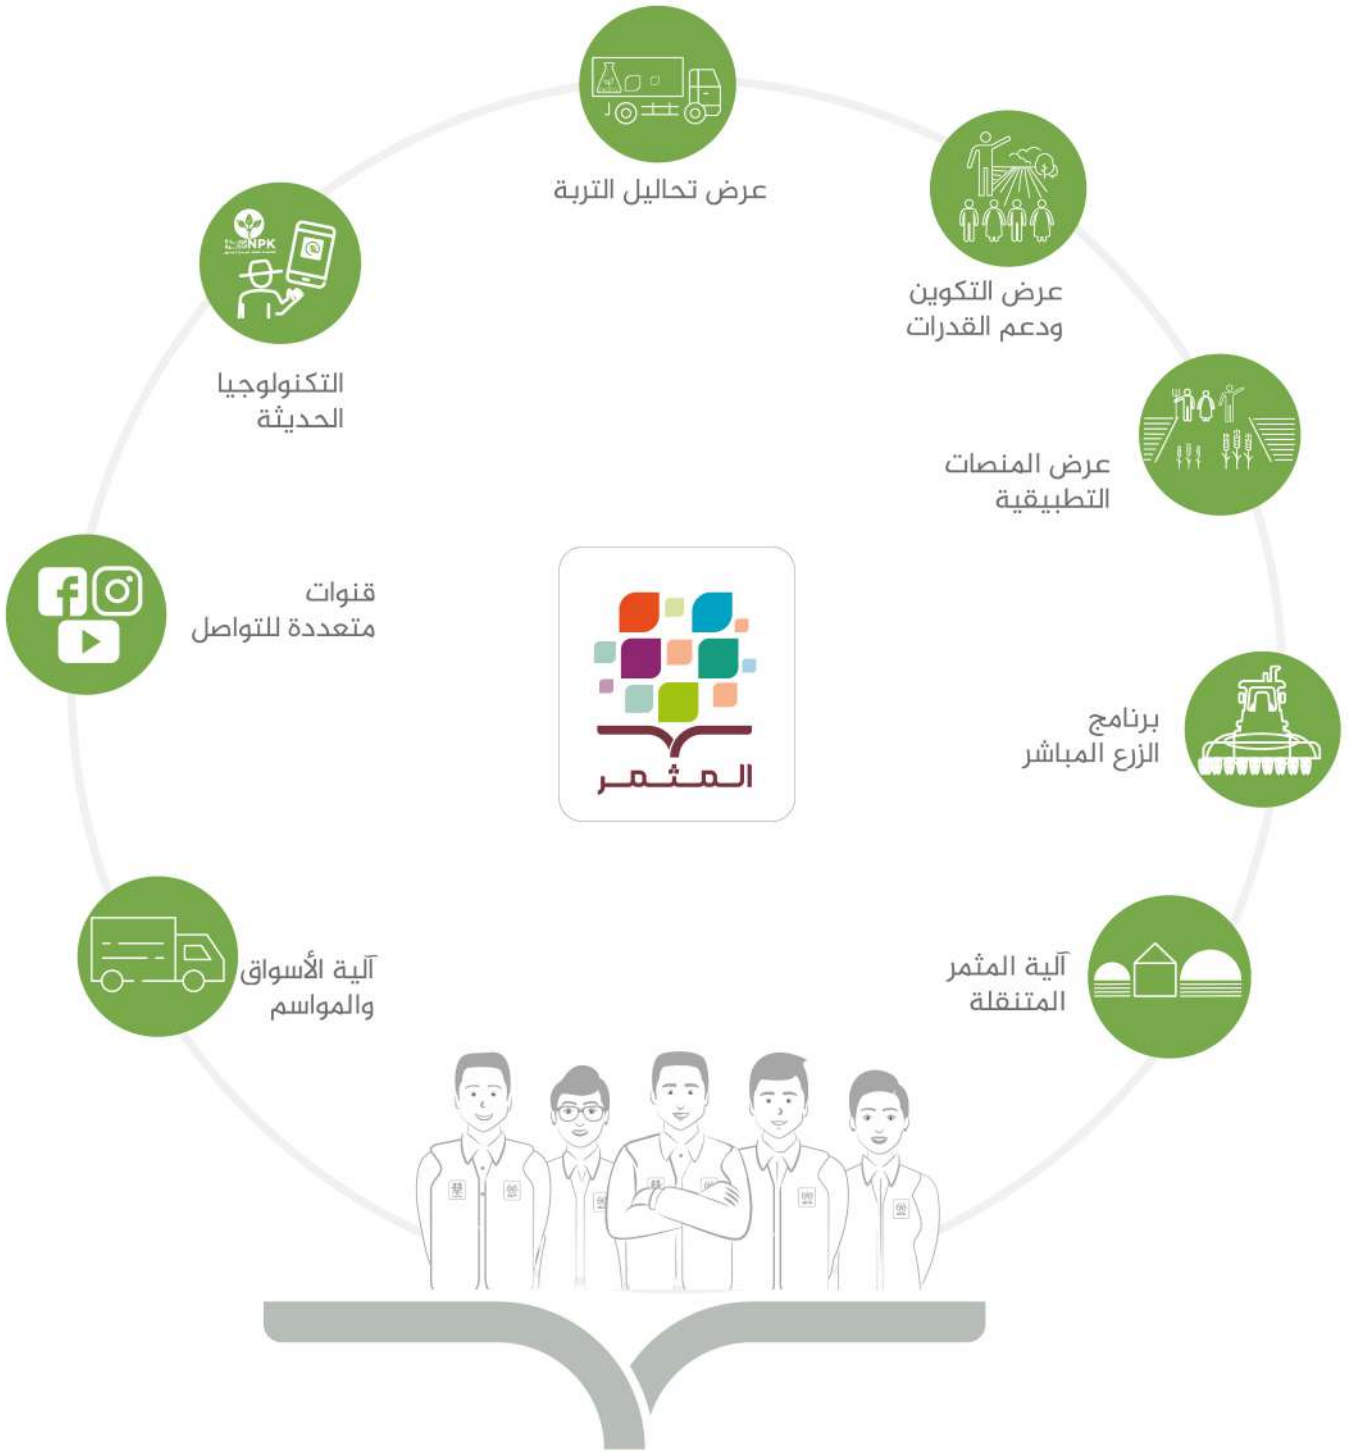 عرض تحاليل التربة
عرض التكوين
ودعم القدرات
عرض المنصات
التطبيقية
برنامج
الزرع المباشر
آلية المثمر
المتنقلة
NPK
التكنولوجيا
الحديثة
قنوات
متعددة للتواصل
آلية الأسواق
والمواسم
المثمر